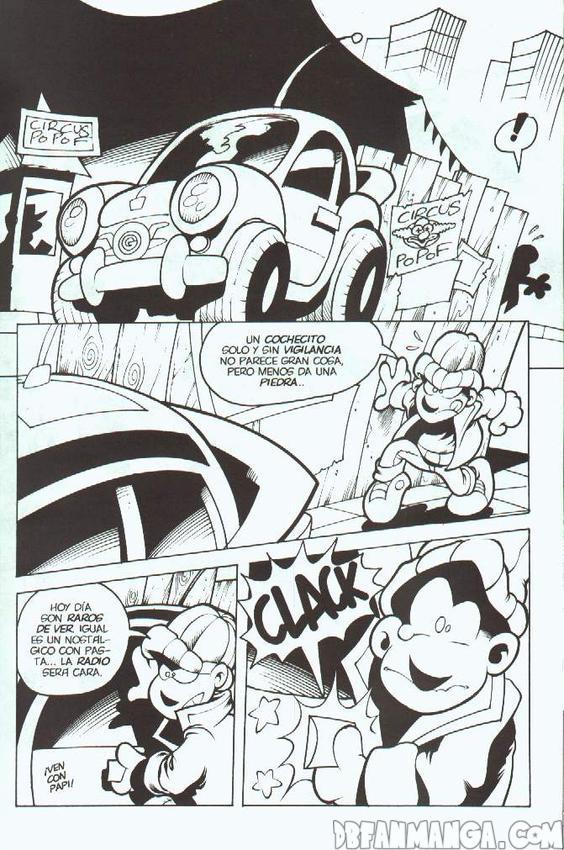 CIRCUS
POPOF
!
CIRCUS
POPOF
UN COCHECITO
SOLO Y SIN VIGILANCIA
NO PARECE GRAN COSA,
PERO MENOS DA UNA
PIEDRA..
HOY DÍA
SON RAROS
DE VER. IGUAL
ES UN NOSTÁL-
GICO CON PAS-
TA... LA RADIO
SERÁ CARA.
¡VEN
CON
PAPI!
CLACK
DBFANMANGA.COM